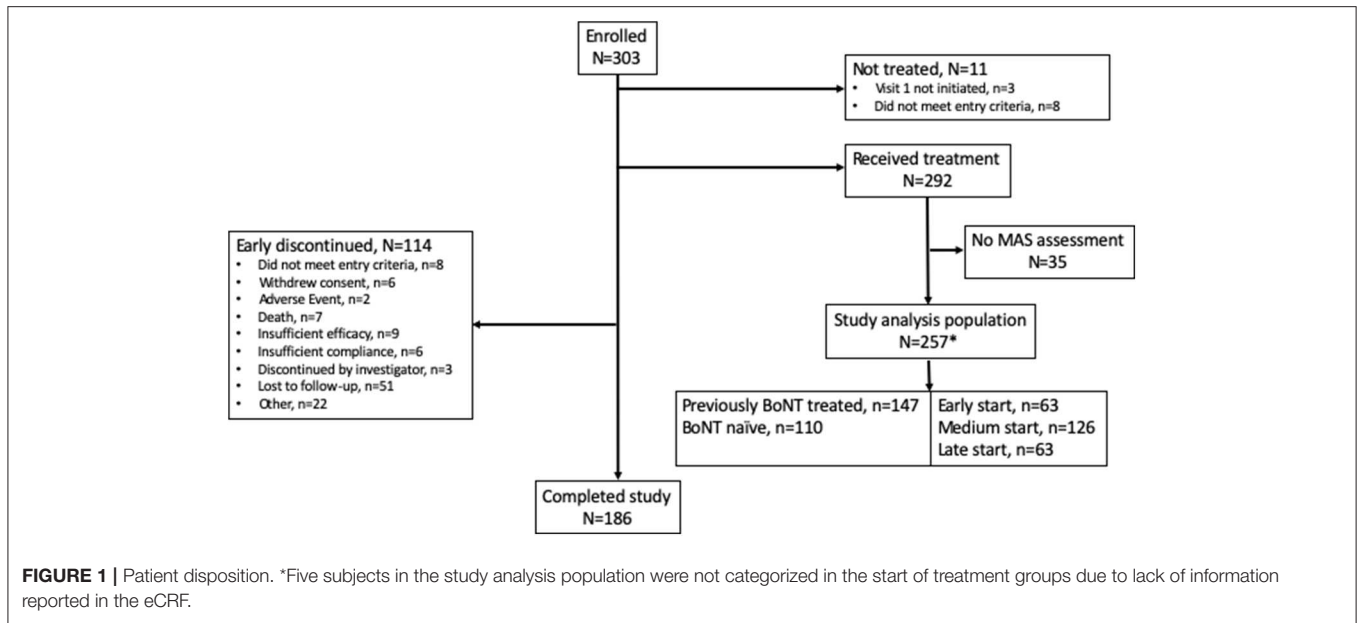 Enrolled
N=303
Not treated, N=11
• Visit 1 not initiated, n=3
• Did not meet entry criteria, n=8
Received treatment
N=292
No MAS assessment
N=35
Early discontinued, N=114
• Did not meet entry criteria, n=8
• Withdrew consent, n=6
• Adverse Event, n=2
• Death, n=7
• Insufficient efficacy, n=9
• Insufficient compliance, n=6
• Discontinued by investigator, n=3
• Lost to follow-up, n=51
• Other, n=22
Study analysis population
N=257*
Previously BoNT treated, n=147
BoNT naïve, n=110
Early start, n=63
Medium start, n=126
Late start, n=63
Completed study
N=186
FIGURE 1 | Patient disposition. *Five subjects in the study analysis population were not categorized in the start of treatment groups due to lack of information
reported in the eCRF.